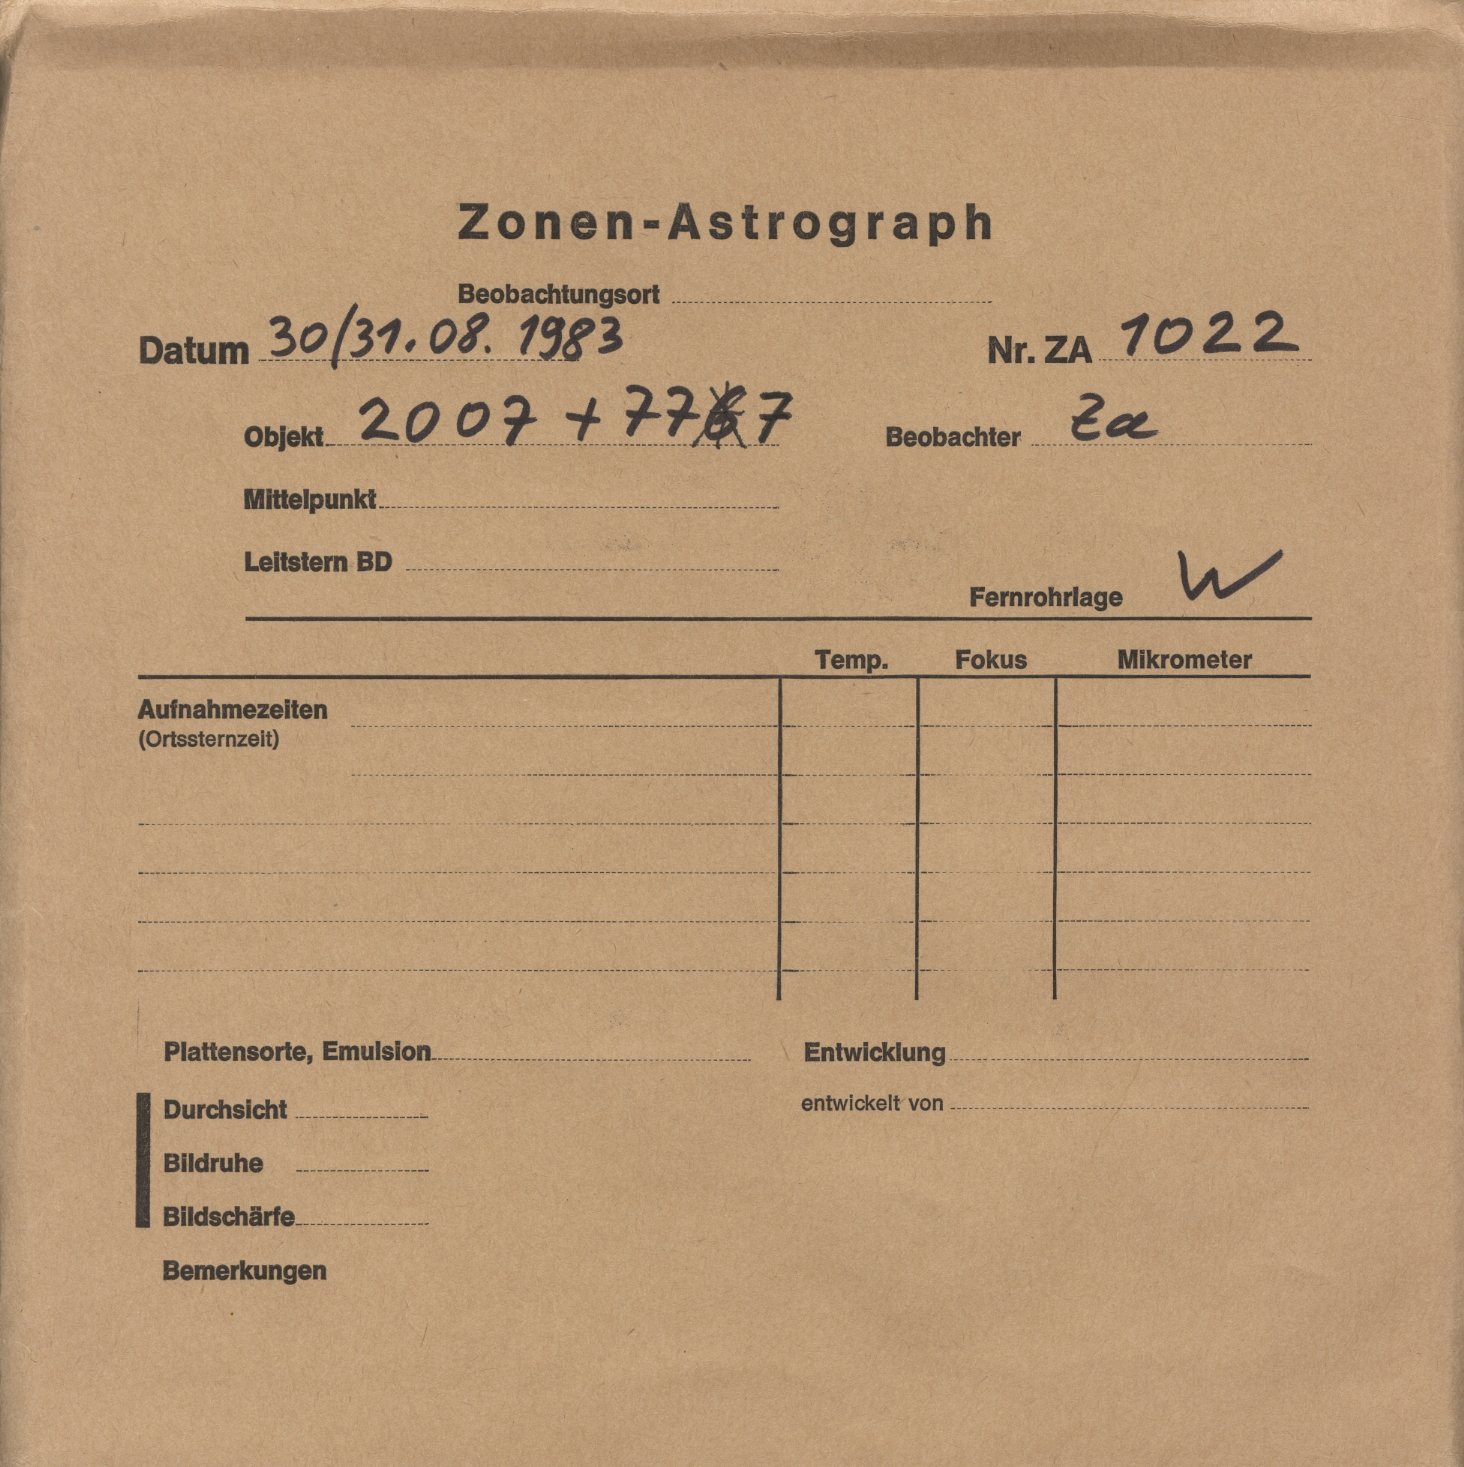 Zonen-Astrograph
Beobachtungsort
Datum 30/31.08.1983 Nr. ZA 1022
Objekt 2007 + 777 Beobachter Za
Mittelpunkt
Leitstern BD
Fernrohrlage W
Temp. Fokus Mikrometer
Aufnahmezeiten
(Ortssternzeit)
Plattensorte, Emulsion Entwicklung
Durchsicht entwickelt von
Bildruhe
Bildschärfe
Bemerkungen